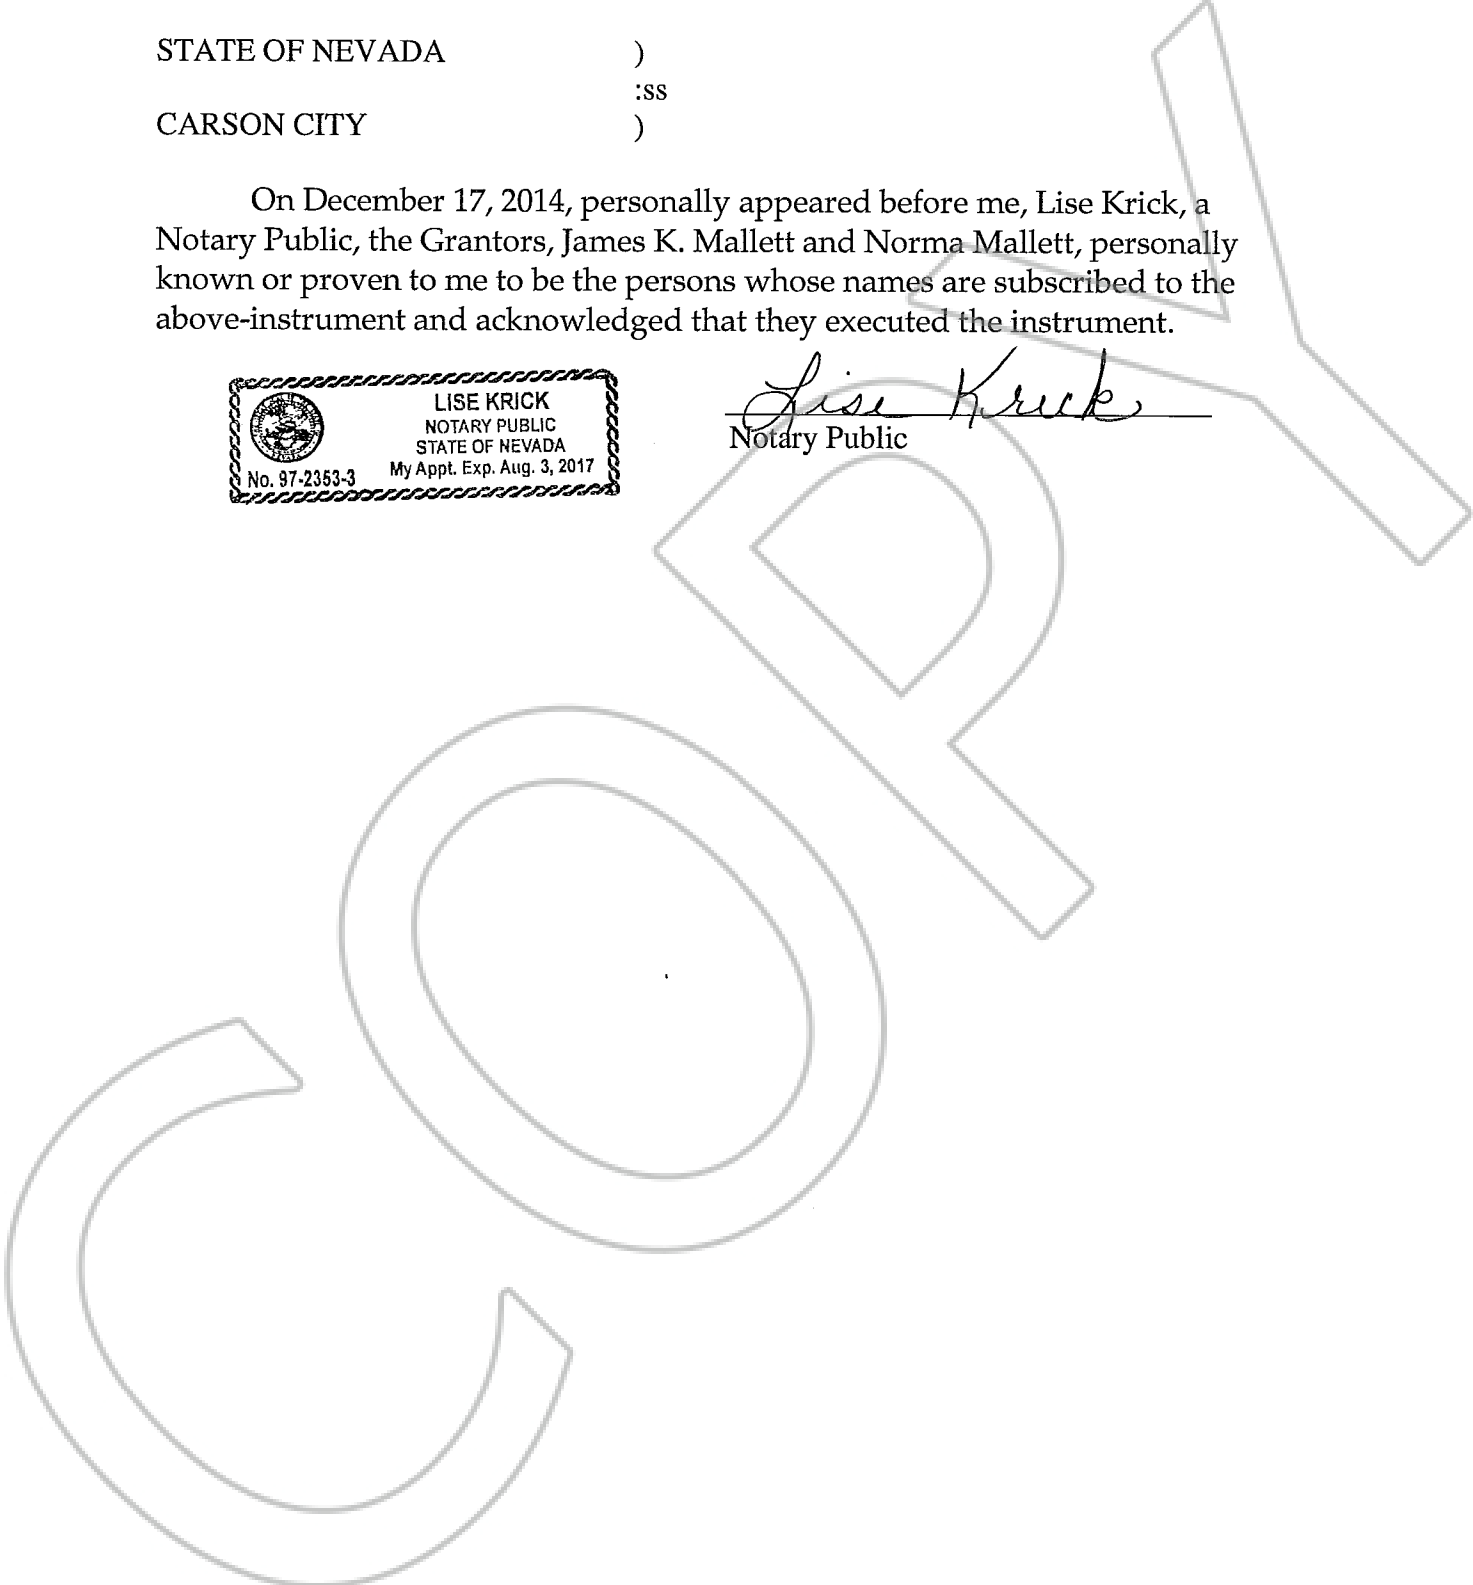 STATE OF NEVADA )
:ss
CARSON CITY )
On December 17, 2014, personally appeared before me, Lise Krick, a
Notary Public, the Grantors, James K. Mallett and Norma Mallett, personally
known or proven to me to be the persons whose names are subscribed to the
above-instrument and acknowledged that they executed the instrument.
LISE KRICK
NOTARY PUBLIC
STATE OF NEVADA
No. 97-2353-3 My Appt. Exp. Aug. 3, 2017
Lise Krick
Notary Public
COPY